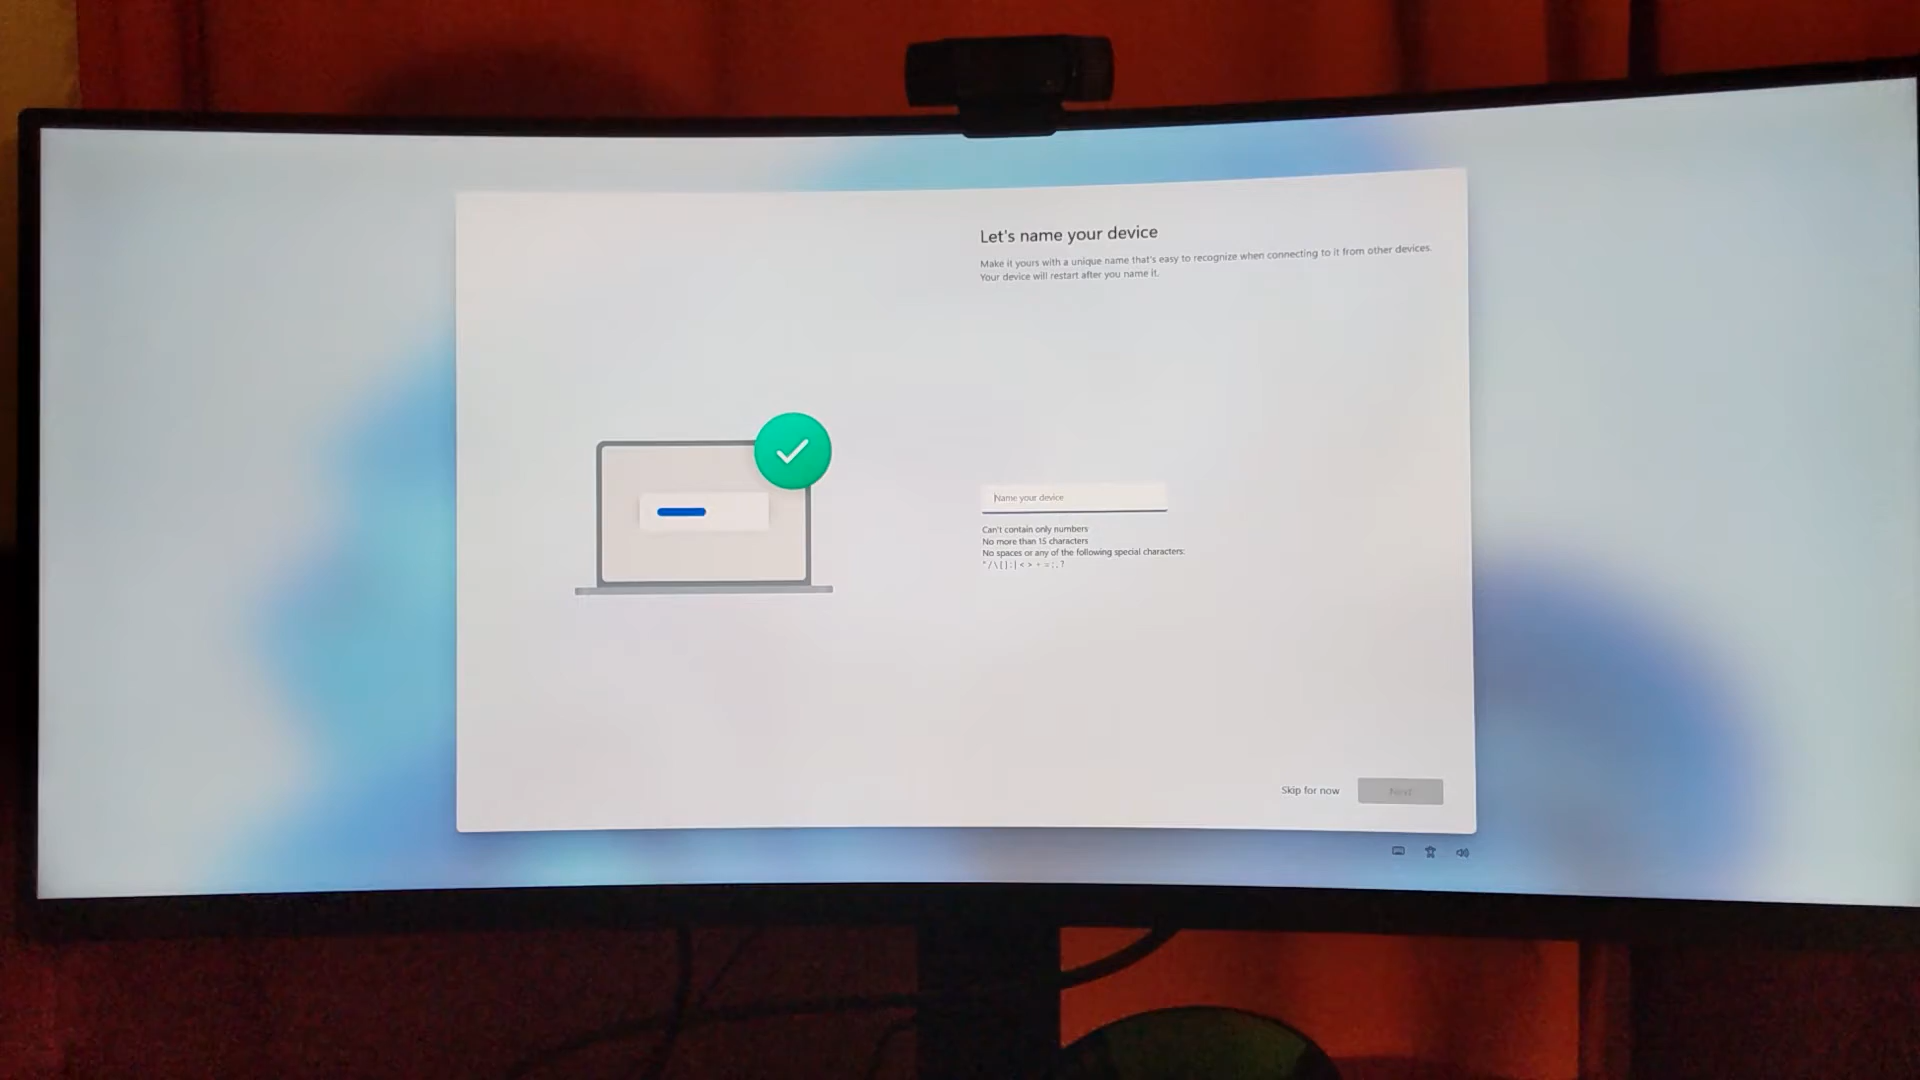 Let's name your device
Make it yours with a unique name that's easy to recognize when connecting to it from other devices.
Your device will restart after you name it.
Name your device
Can't contain only numbers
No more than 15 characters
No spaces or any of the following special characters:
" / \ [ ] : | < > + = ; , ?
Skip for now
Next